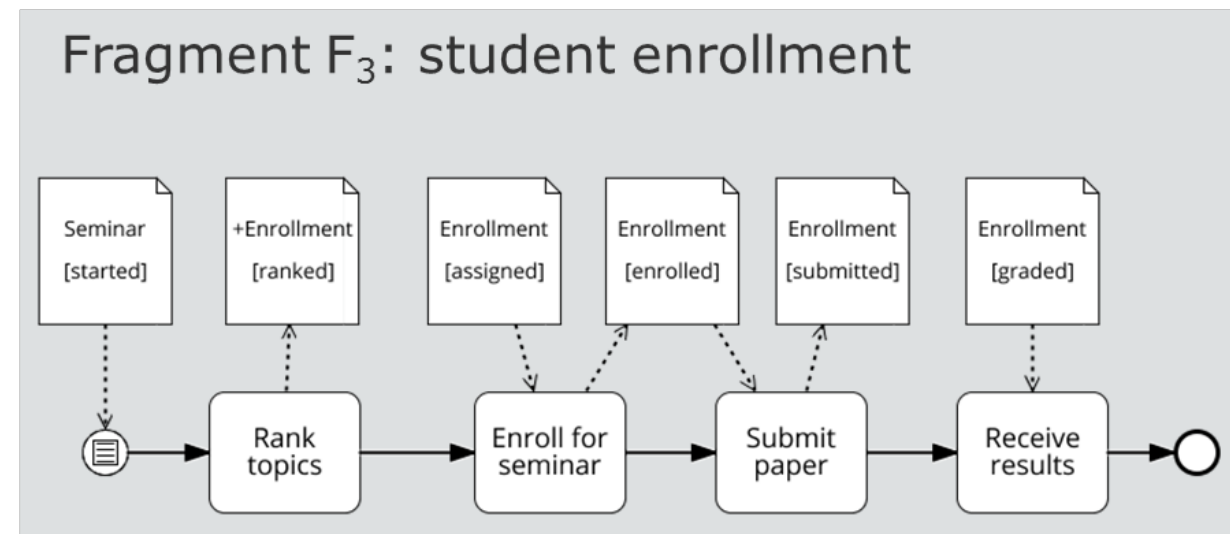 Fragment F₃: student enrollment
Seminar
[started]
+Enrollment
[ranked]
Enrollment
[assigned]
Enrollment
[enrolled]
Enrollment
[submitted]
Enrollment
[graded]
Rank
topics
Enroll for
seminar
Submit
paper
Receive
results